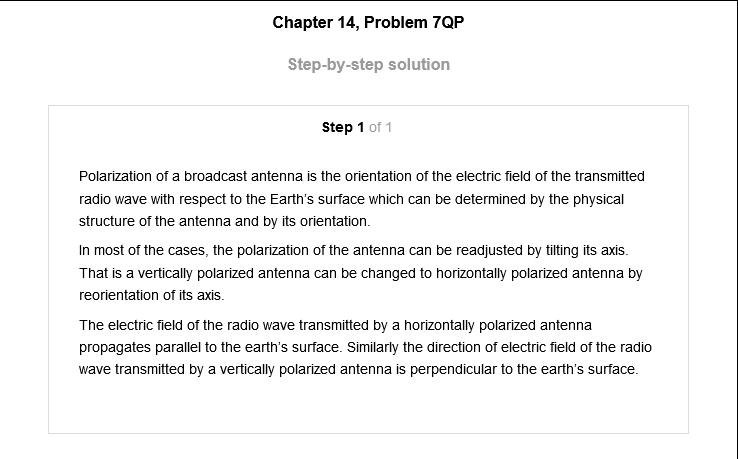 Chapter 14, Problem 7QP
Step-by-step solution
Step 1 of 1
Polarization of a broadcast antenna is the orientation of the electric field of the transmitted
radio wave with respect to the Earth's surface which can be determined by the physical
structure of the antenna and by its orientation.
In most of the cases, the polarization of the antenna can be readjusted by tilting its axis.
That is a vertically polarized antenna can be changed to horizontally polarized antenna by
reorientation of its axis.
The electric field of the radio wave transmitted by a horizontally polarized antenna
propagates parallel to the earth's surface. Similarly the direction of electric field of the radio
wave transmitted by a vertically polarized antenna is perpendicular to the earth's surface.